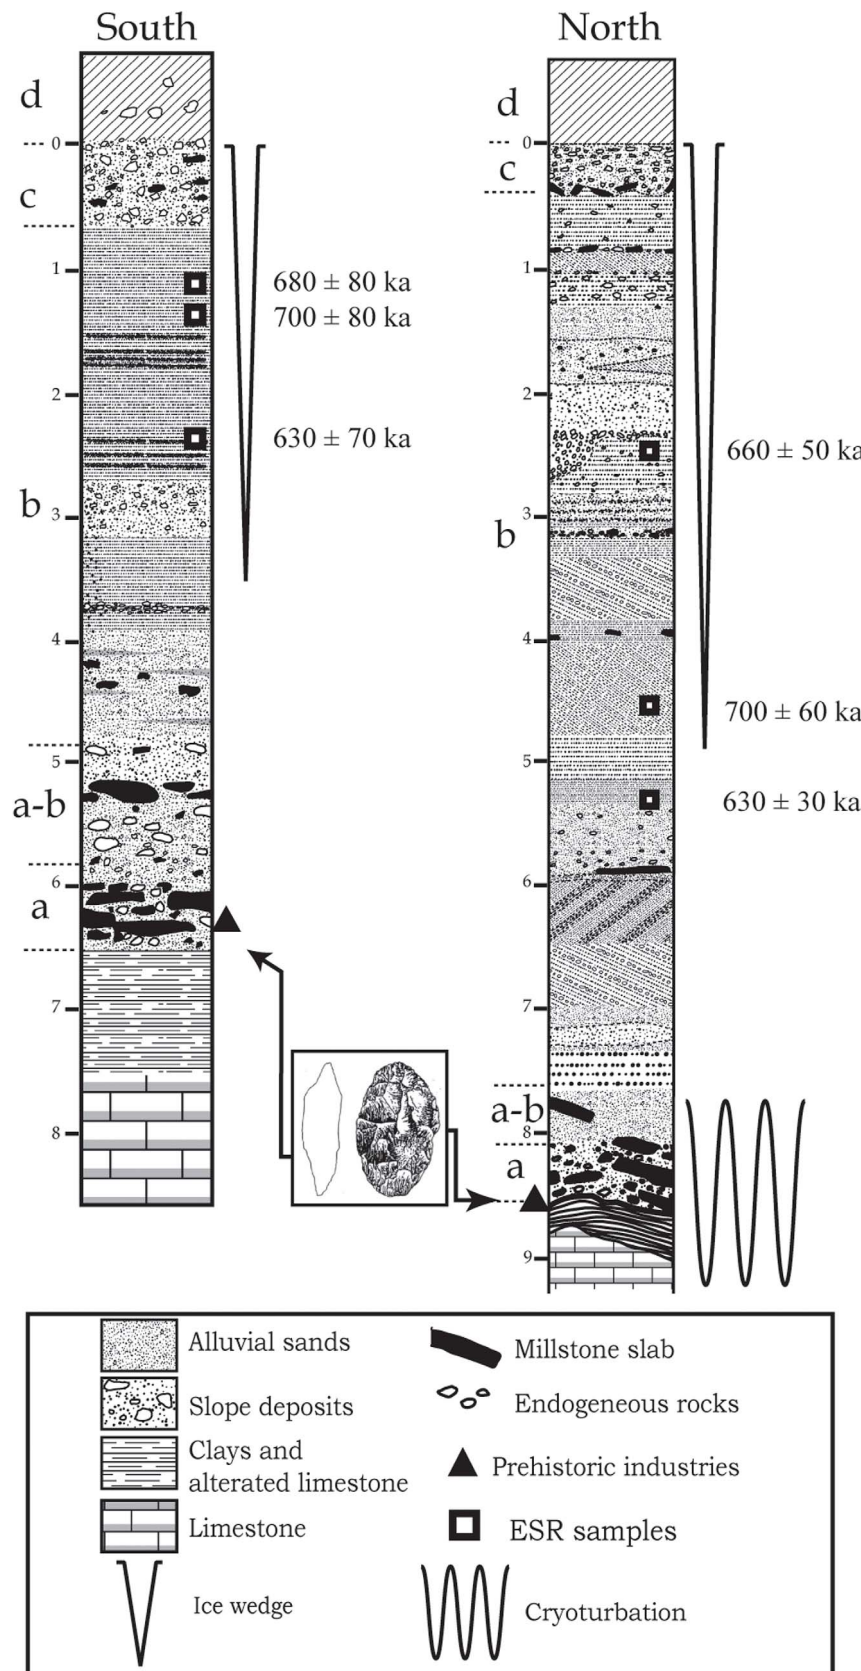 South
North
d
0
c
1
680 ± 80 ka
700 ± 80 ka
2
630 ± 70 ka
b
3
4
5
a-b
6
a
7
8
d
0
c
1
2
660 ± 50 ka
3
b
4
700 ± 60 ka
5
630 ± 30 ka
6
7
a-b
8
a
9
Alluvial sands
Slope deposits
Clays and
alterated limestone
Limestone
Ice wedge
Millstone slab
Endogeneous rocks
Prehistoric industries
ESR samples
Cryoturbation